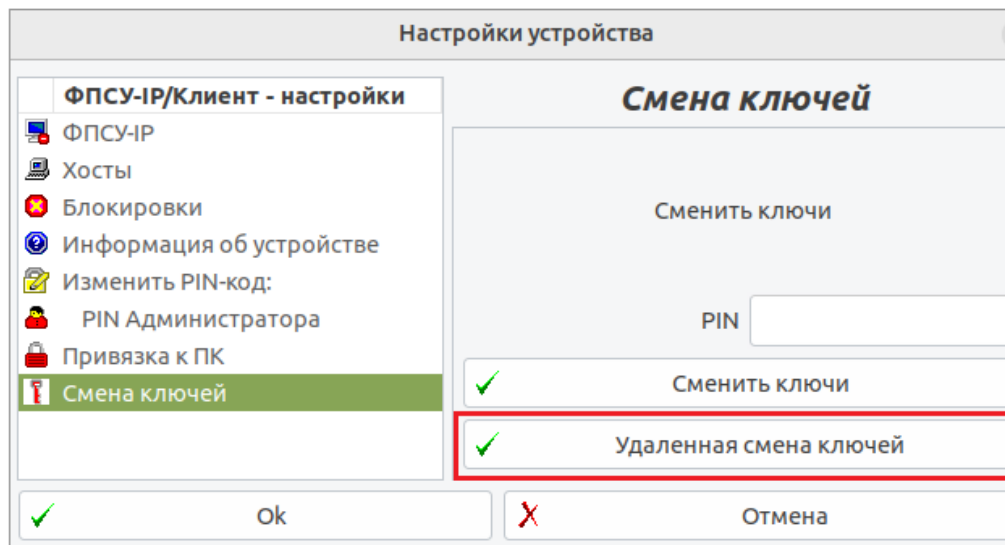 Настройки устройства
ФПСУ-IP/Клиент - настройки
ФПСУ-IP
Хосты
Блокировки
Информация об устройстве
Изменить PIN-код:
PIN Администратора
Привязка к ПК
Смена ключей
Смена ключей
Сменить ключи
PIN
Сменить ключи
Удаленная смена ключей
Ok
Отмена